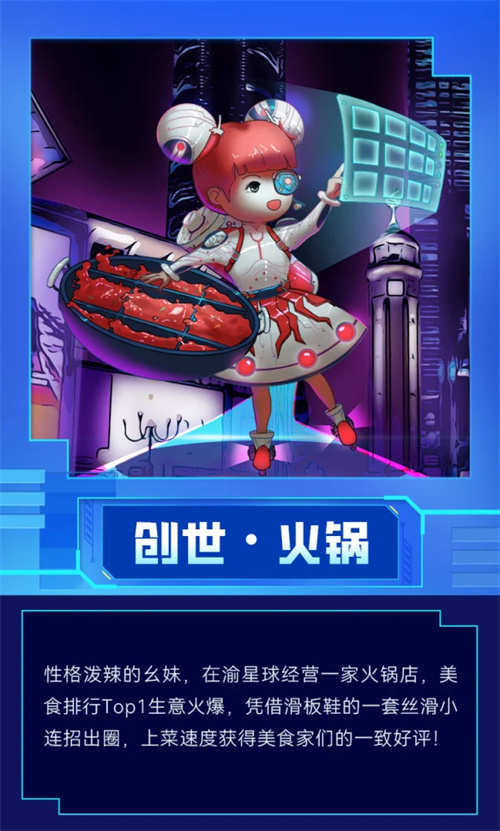 创世·火锅
性格泼辣的幺妹，在渝星球经营一家火锅店，美
食排行Top1生意火爆，凭借滑板鞋的一套丝滑小
连招出圈，上菜速度获得美食家们的一致好评！